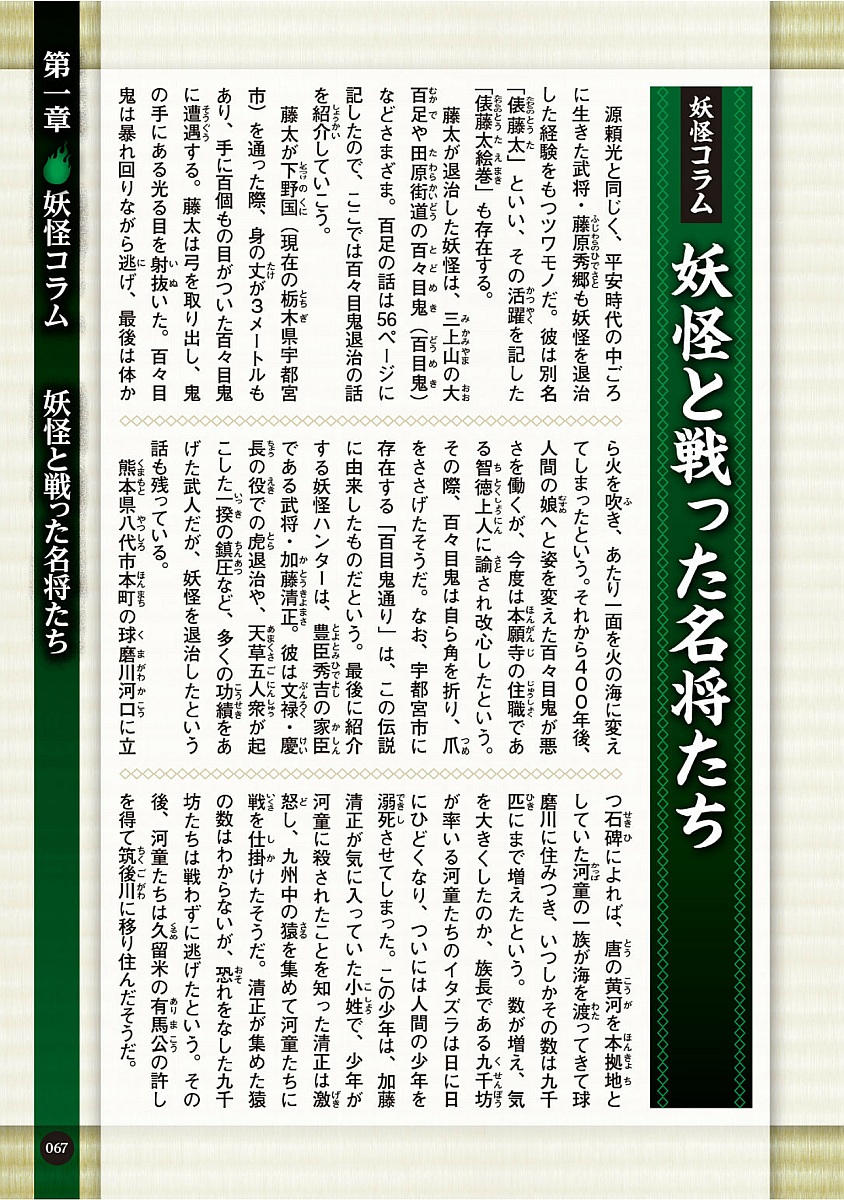 妖怪コラム
妖怪と戦った名将たち
源頼光と同じく、平安時代の中ごろ
に生きた武将・藤原秀郷も妖怪を退治
した経験をもつツワモノだ。彼は別名
「俵藤太」といい、その活躍を記した
「俵藤太絵巻」も存在する。
藤太が退治した妖怪は、三上山の大
百足や田原街道の百々目鬼（百目鬼）
などさまざま。百足の話は56ページに
記したので、ここでは百々目鬼退治の話
を紹介していこう。
藤太が下野国（現在の栃木県宇都宮
市）を通った際、身の丈が3メートルも
あり、手に百個もの目がついた百々目鬼
に遭遇する。藤太は弓を取り出し、鬼
の手にある光る目を射抜いた。百々目
鬼は暴れ回りながら逃げ、最後は体か
ら火を吹き、あたり一面を火の海に変え
てしまったという。それから400年後、
人間の娘へと姿を変えた百々目鬼が悪
さを働くが、今度は本願寺の住職であ
る智徳上人に諭され改心したという。
その際、百々目鬼は自ら角を折り、爪
をささげたそうだ。なお、宇都宮市に
存在する「百目鬼通り」は、この伝説
に由来したものだという。最後に紹介
する妖怪ハンターは、豊臣秀吉の家臣
である武将・加藤清正。彼は文禄・慶
長の役での虎退治や、天草五人衆が起
こした一揆の鎮圧など、多くの功績をあ
げた武人だが、妖怪を退治したという
話も残っている。
熊本県八代市本町の球磨川河口に立
つ石碑によれば、唐の黄河を本拠地と
していた河童の一族が海を渡ってきて球
磨川に住みつき、いつしかその数は九千
匹にまで増えたという。数が増え、気
を大きくしたのか、族長である九千坊
が率いる河童たちのイタズラは日に日
にひどくなり、ついには人間の少年を
溺死させてしまった。この少年は、加藤
清正が気に入っていた小姓で、少年が
河童に殺されたことを知った清正は激
怒し、九州中の猿を集めて河童たちに
戦を仕掛けたそうだ。清正が集めた猿
の数はわからないが、恐れをなした九千
坊たちは戦わずに逃げたという。その
後、河童たちは久留米の有馬公の許し
を得て筑後川に移り住んだそうだ。
第一章 妖怪コラム 妖怪と戦った名将たち
067